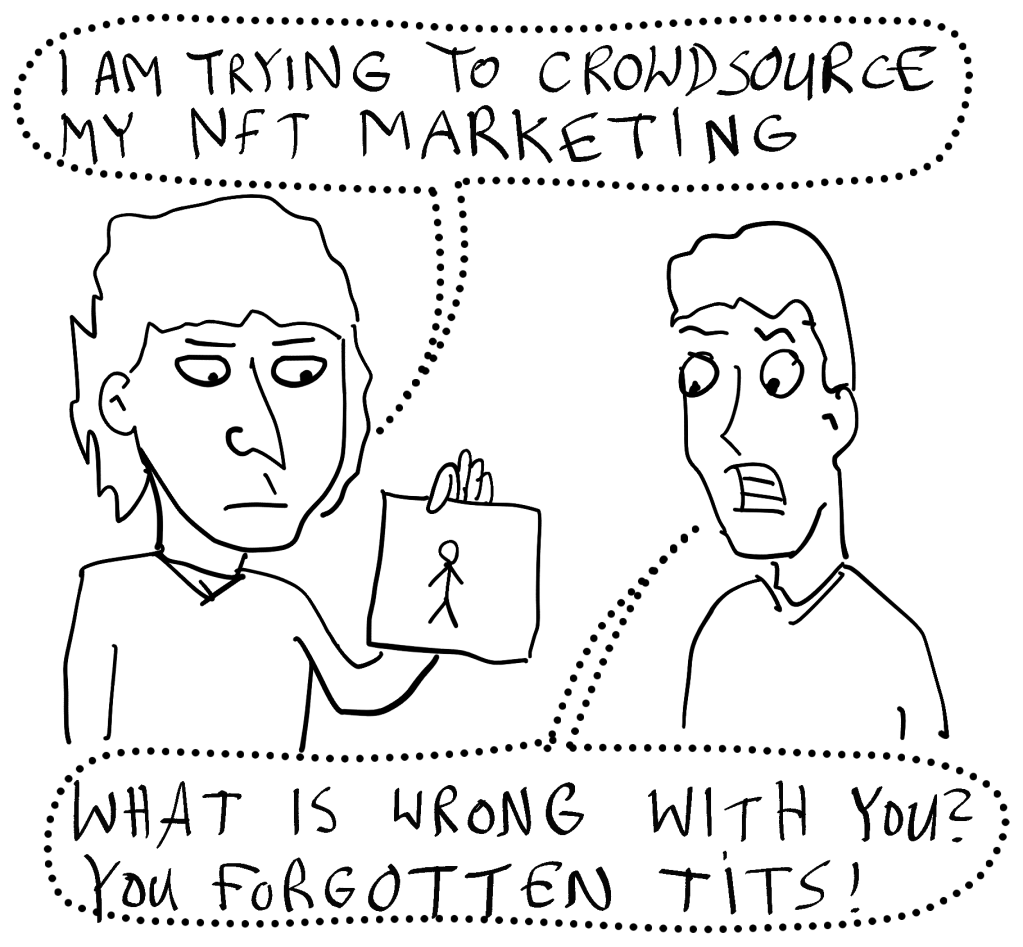 I AM TRYING TO CROWDSOURCE
MY NFT MARKETING
WHAT IS WRONG WITH YOU?
YOU FORGOTTEN TITS!